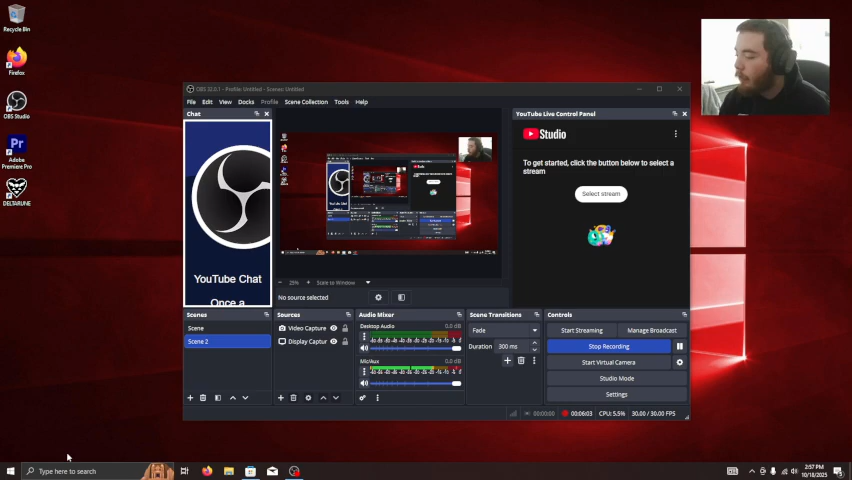 Recycle Bin
Firefox
OBS Studio
Adobe
Premiere Pro
DELTARUNE
OBS 32.0.1 - Profile: Untitled - Scenes: Untitled
File Edit View Docks Profile Scene Collection Tools Help
Chat
YouTube Chat
Once a
YouTube Live Control Panel
Studio
To get started, click the button below to select a
stream
Select stream
25% Scale to Window
No source selected
Scenes
Scene
Scene 2
Sources
Video Capture
Display Captur
Audio Mixer
Desktop Audio 0.0 dB
Mic/Aux 0.0 dB
Scene Transitions
Fade
Duration 300 ms
Controls
Start Streaming Manage Broadcast
Stop Recording
Start Virtual Camera
Studio Mode
Settings
00:00:00 00:06:03 CPU: 5.5% 30.00 / 30.00 FPS
Type here to search
2:57 PM
10/18/2025